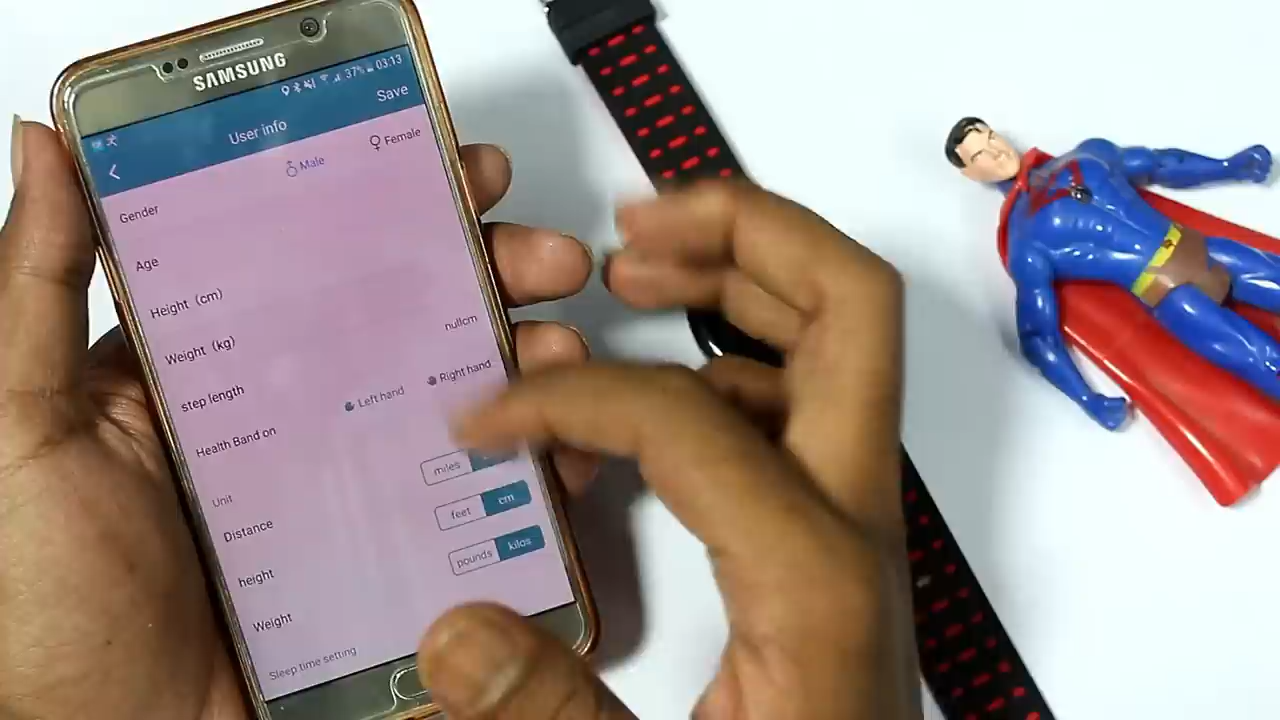 SAMSUNG
37% 03:13
User info
Save
Gender
Male
Female
Age
Height (cm)
Weight (kg)
step length
nullcm
Health Band on
Left hand
Right hand
Unit
Distance
miles
height
feet
cm
Weight
pounds
kilos
Sleep time setting